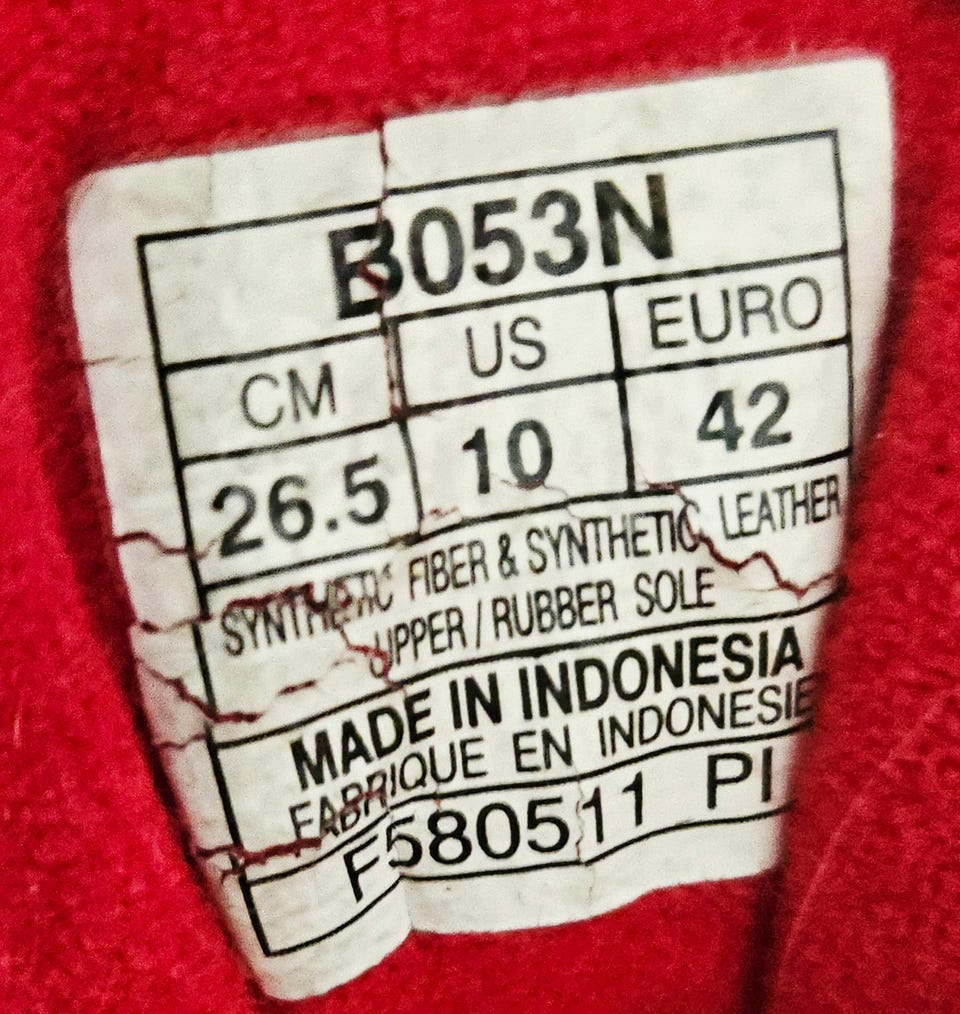 B053N
CM US EURO
26.5 10 42
SYNTHETIC FIBER & SYNTHETIC LEATHER
UPPER / RUBBER SOLE
MADE IN INDONESIA
FABRIQUE EN INDONESIE
F580511 PI